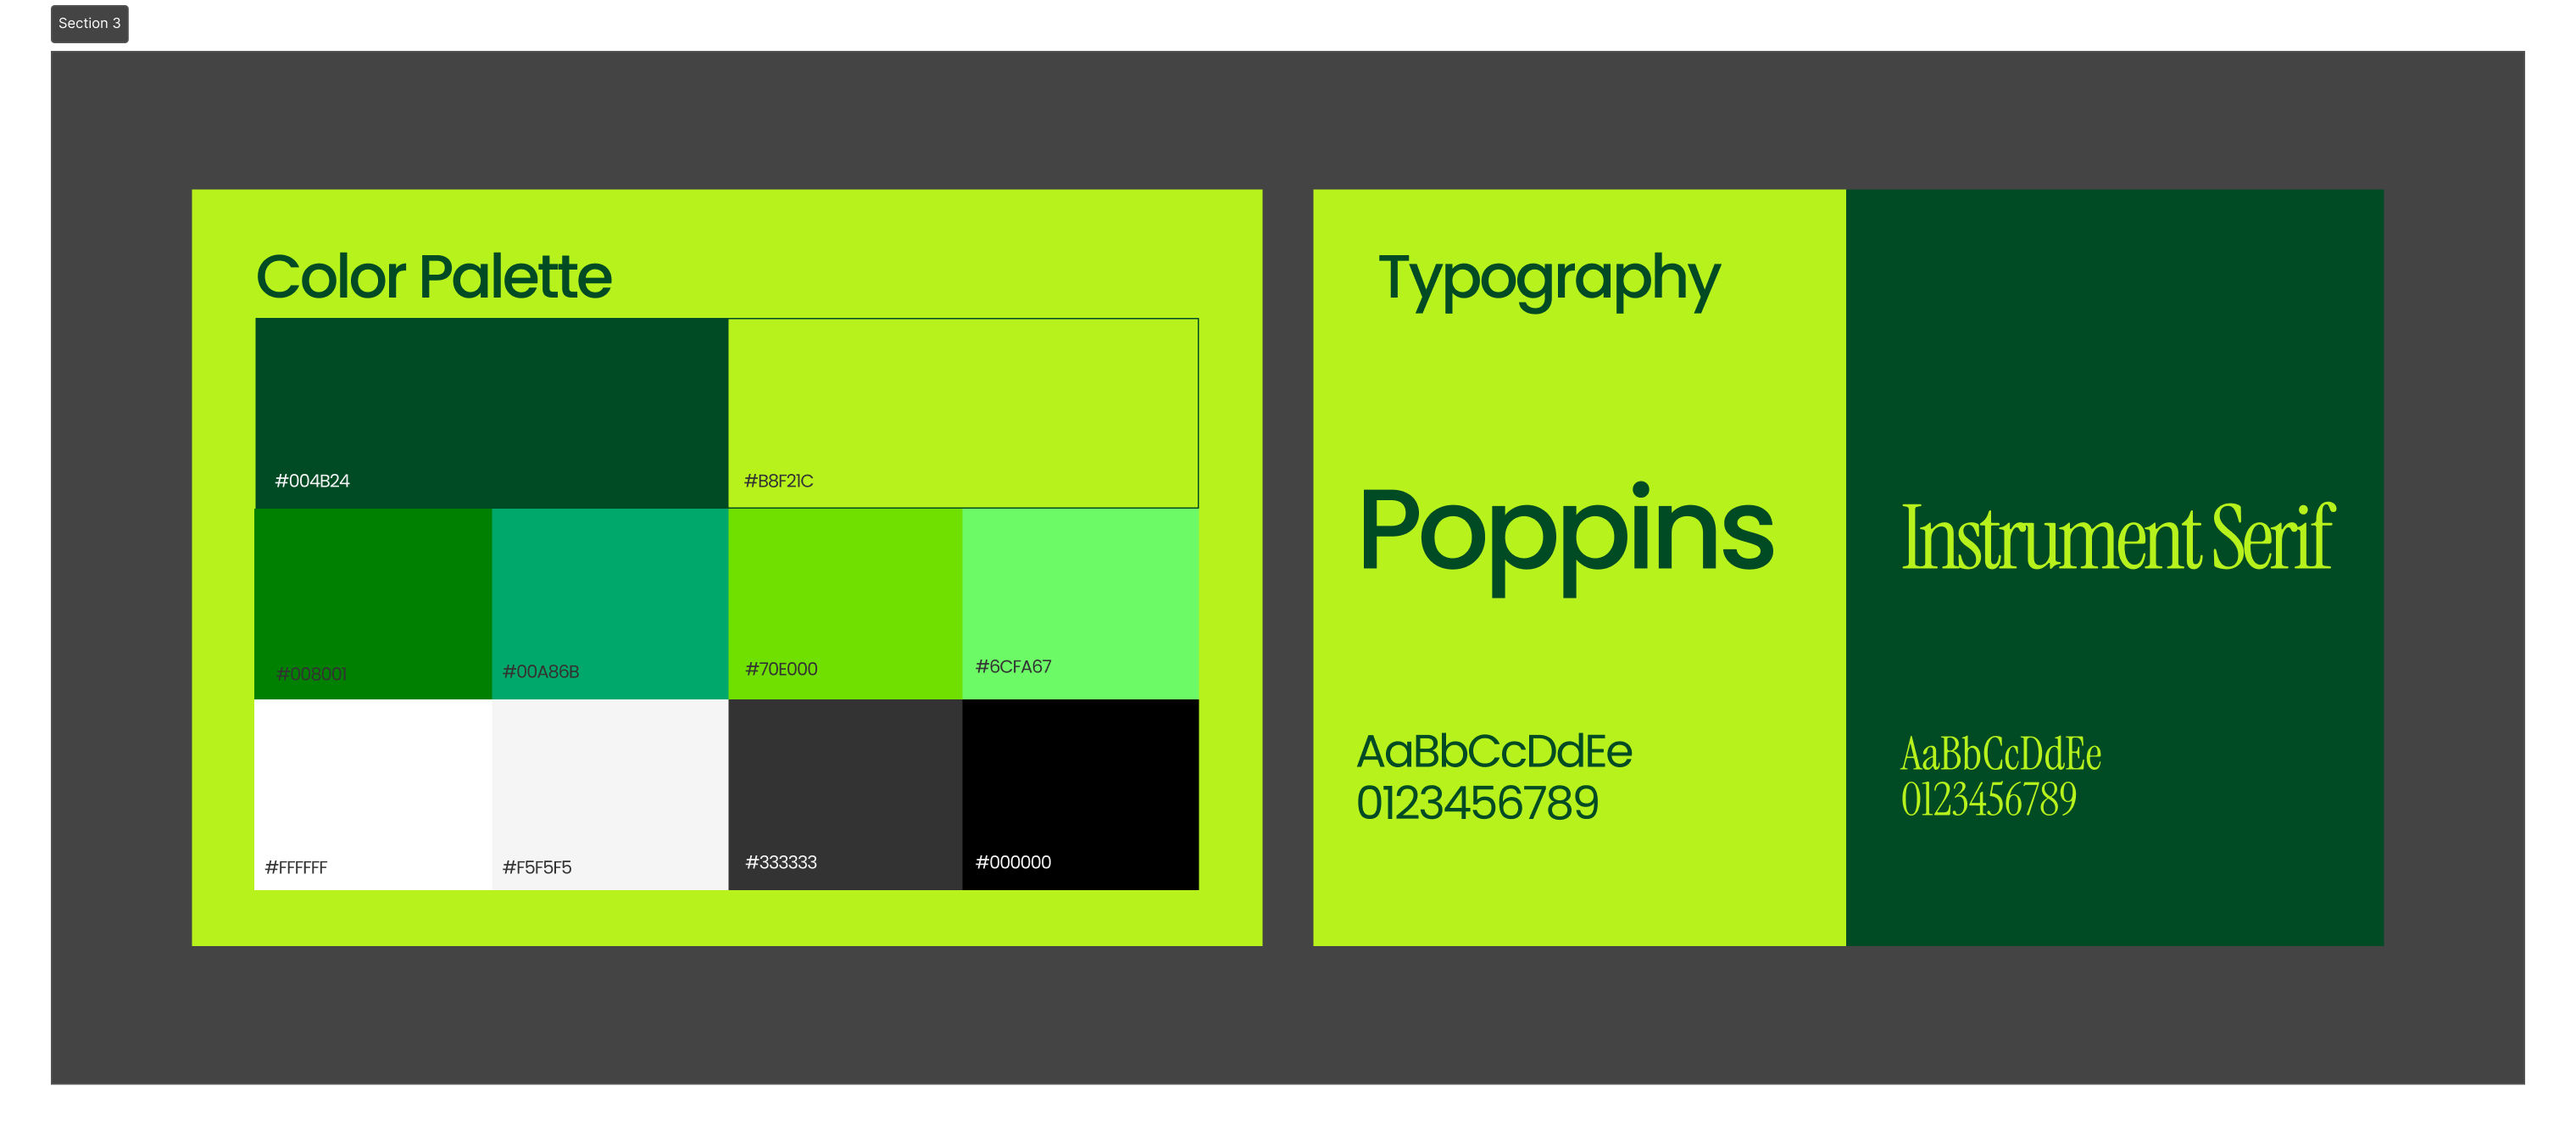 Section 3
Color Palette
#004B24
#B8F21C
#008001
#00A86B
#70E000
#6CFA67
#FFFFFF
#F5F5F5
#333333
#000000
Typography
Poppins
AaBbCcDdEe
0123456789
Instrument Serif
AaBbCcDdEe
0123456789